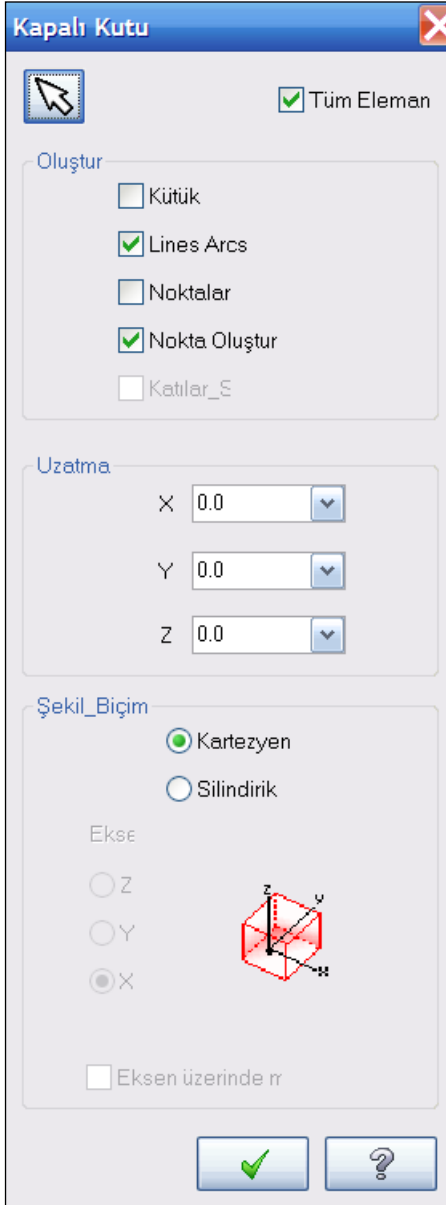 Kapalı Kutu
Tüm Eleman
Oluştur
Kütük
Lines Arcs
Noktalar
Nokta Oluştur
Katılar_S
Uzatma
X 0.0
Y 0.0
Z 0.0
Şekil_Biçim
Kartezyen
Silindirik
Ekse
Z
Y
X
z
y
x
Eksen üzerinde m